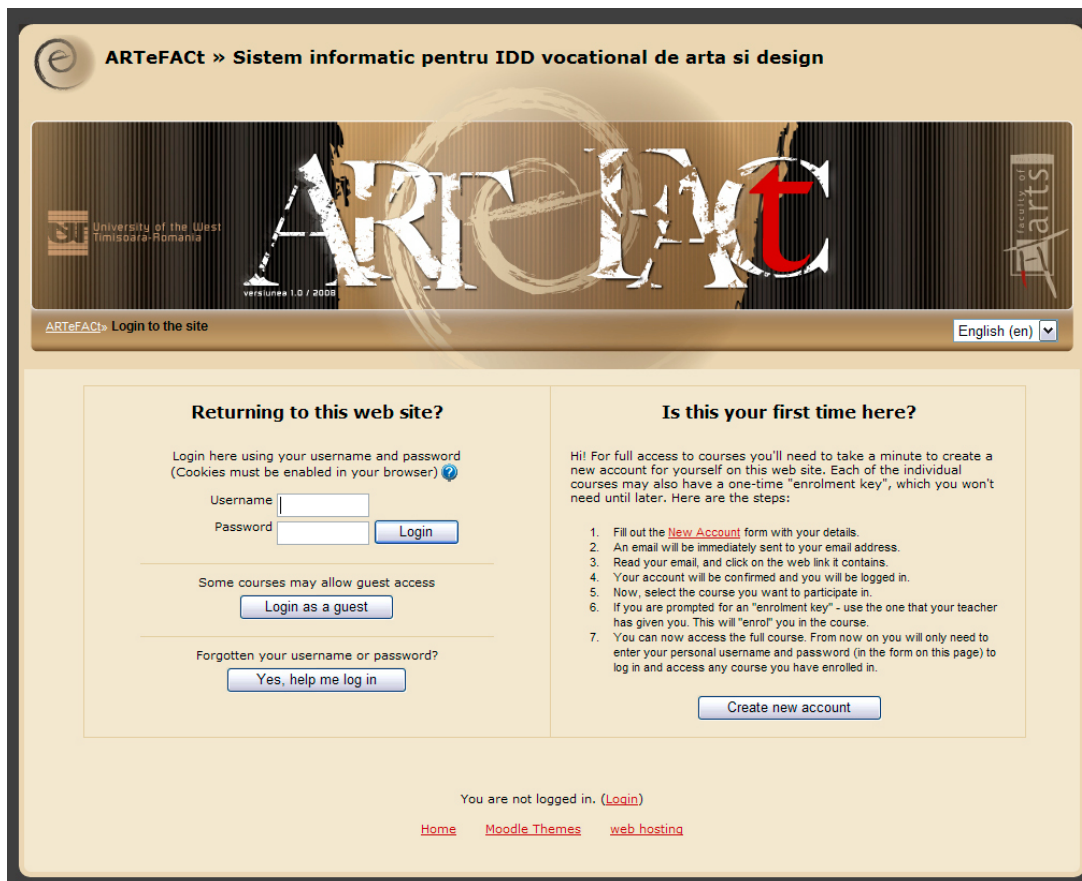 ARTeFACt » Sistem informatic pentru IDD vocational de arta si design
University of the West
Timisoara-Romania
ARTeFACt
versiunea 1.0 / 2008
faculty of
arts
ARTeFACt» Login to the site
English (en)
Returning to this web site?
Login here using your username and password
(Cookies must be enabled in your browser) ?
Username
Password
Login
Some courses may allow guest access
Login as a guest
Forgotten your username or password?
Yes, help me log in
Is this your first time here?
Hi! For full access to courses you'll need to take a minute to create a
new account for yourself on this web site. Each of the individual
courses may also have a one-time "enrolment key", which you won't
need until later. Here are the steps:
1. Fill out the New Account form with your details.
2. An email will be immediately sent to your email address.
3. Read your email, and click on the web link it contains.
4. Your account will be confirmed and you will be logged in.
5. Now, select the course you want to participate in.
6. If you are prompted for an "enrolment key" - use the one that your teacher
has given you. This will "enrol" you in the course.
7. You can now access the full course. From now on you will only need to
enter your personal username and password (in the form on this page) to
log in and access any course you have enrolled in.
Create new account
You are not logged in. (Login)
Home Moodle Themes web hosting